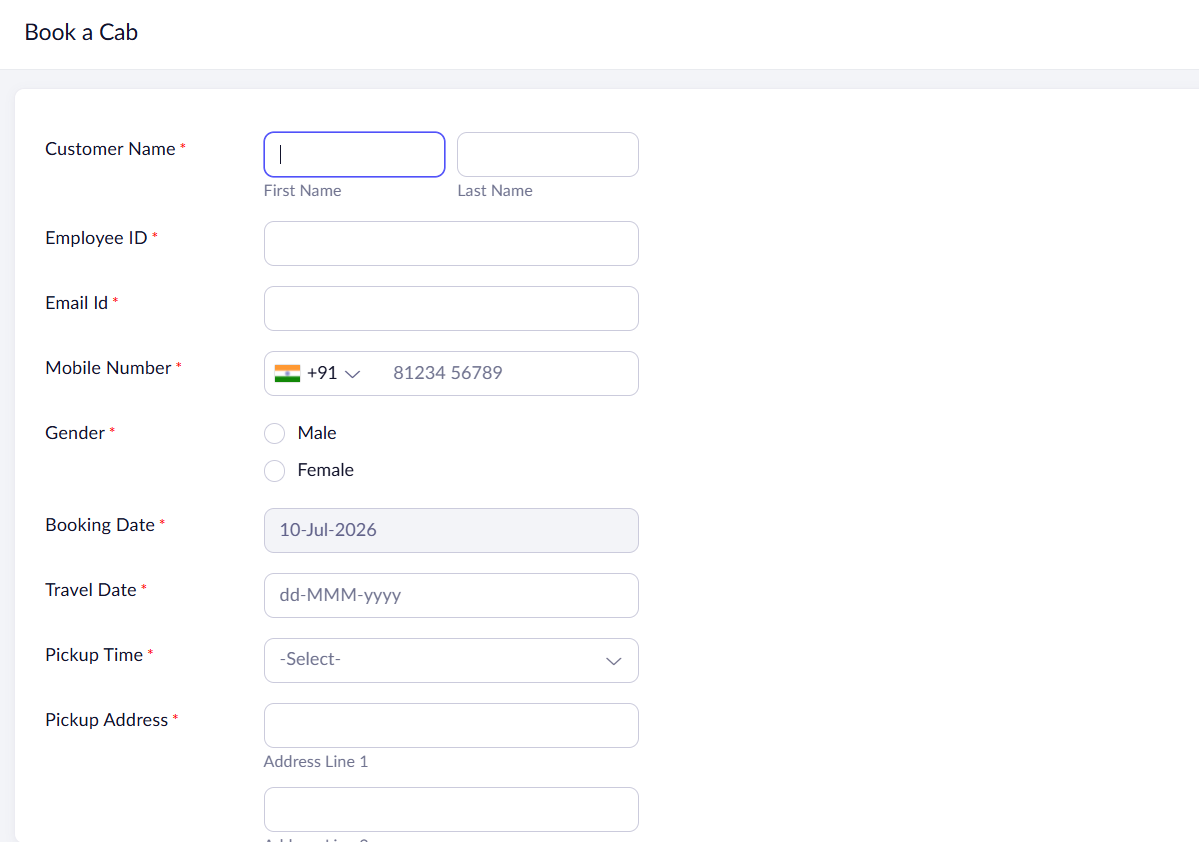 Book a Cab
Customer Name *
First Name Last Name
Employee ID *
Email Id *
Mobile Number * +91 81234 56789
Gender * Male
Female
Booking Date * 10-Jul-2026
Travel Date * dd-MMM-yyyy
Pickup Time * -Select-
Pickup Address *
Address Line 1